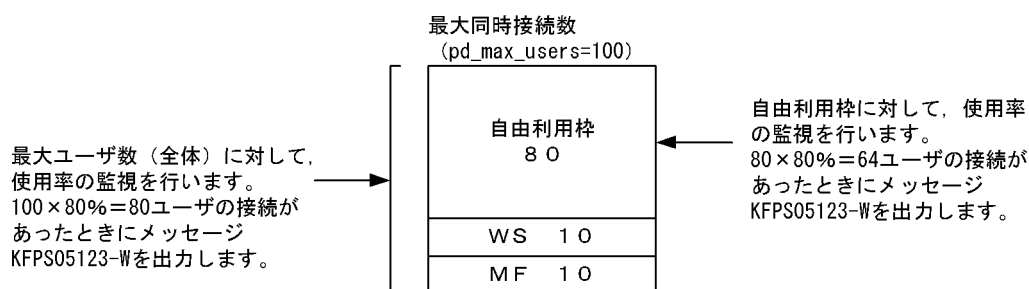 最大同時接続数
(pd_max_users=100)
自由利用枠
80
WS 10
MF 10
最大ユーザ数（全体）に対して，
使用率の監視を行います。
100×80%=80ユーザの接続が
あったときにメッセージ
KFPS05123-Wを出力します。
自由利用枠に対して，使用率
の監視を行います。
80×80%=64ユーザの接続が
あったときにメッセージ
KFPS05123-Wを出力します。